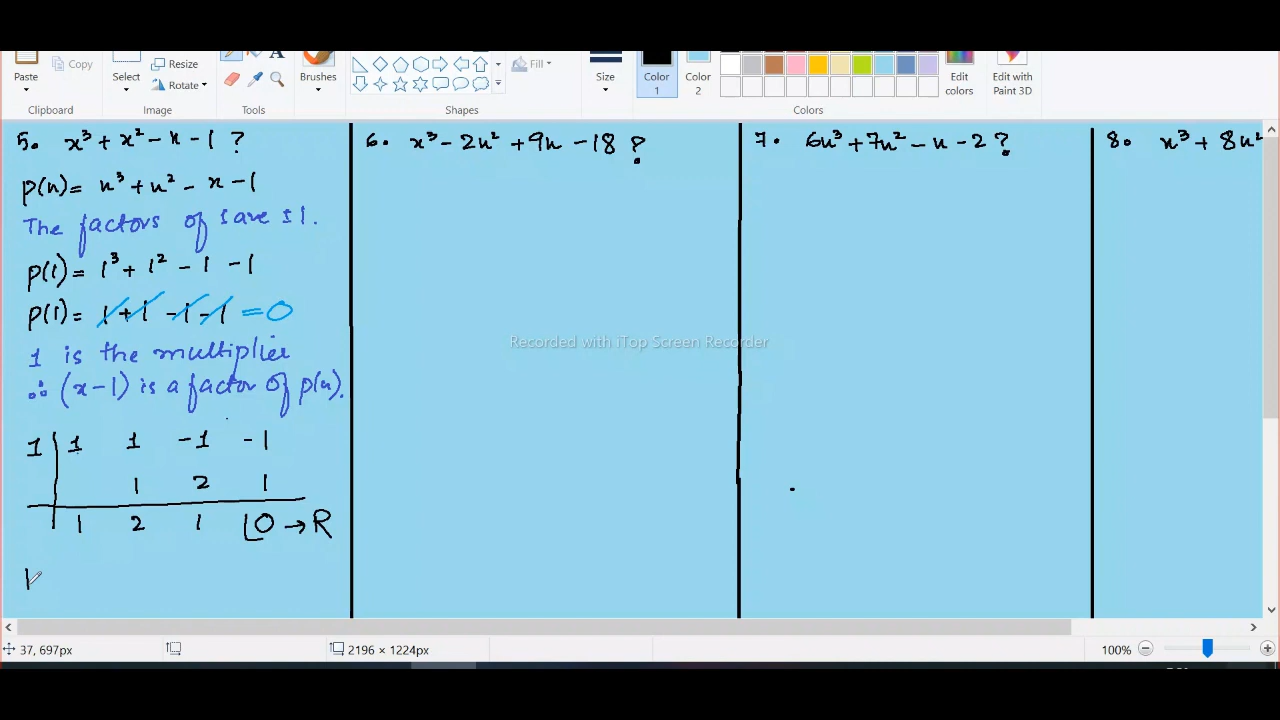 Paste
Copy
Clipboard
Select
Resize
Rotate
Image
A
Tools
Brushes
Fill
Shapes
Size
Color 1
Color 2
Edit colors
Colors
Edit with Paint 3D
5. x³ + x² - x - 1 ?
p(x) = x³ + x² - x - 1
The factors of 1 are ±1.
p(1) = 1³ + 1² - 1 - 1
p(1) = 1 + 1 - 1 - 1 = 0
1 is the multiplier
∴ (x-1) is a factor of p(x).
1 | 1 1 -1 -1
1 2 1
1 2 1 0 → R
6. x³ - 2x² + 9x - 18 ?
7. 6x³ + 7x² - x - 2 ?
8. x³ + 8x²
Recorded with iTop Screen Recorder
37, 697px
2196 × 1224px
100%